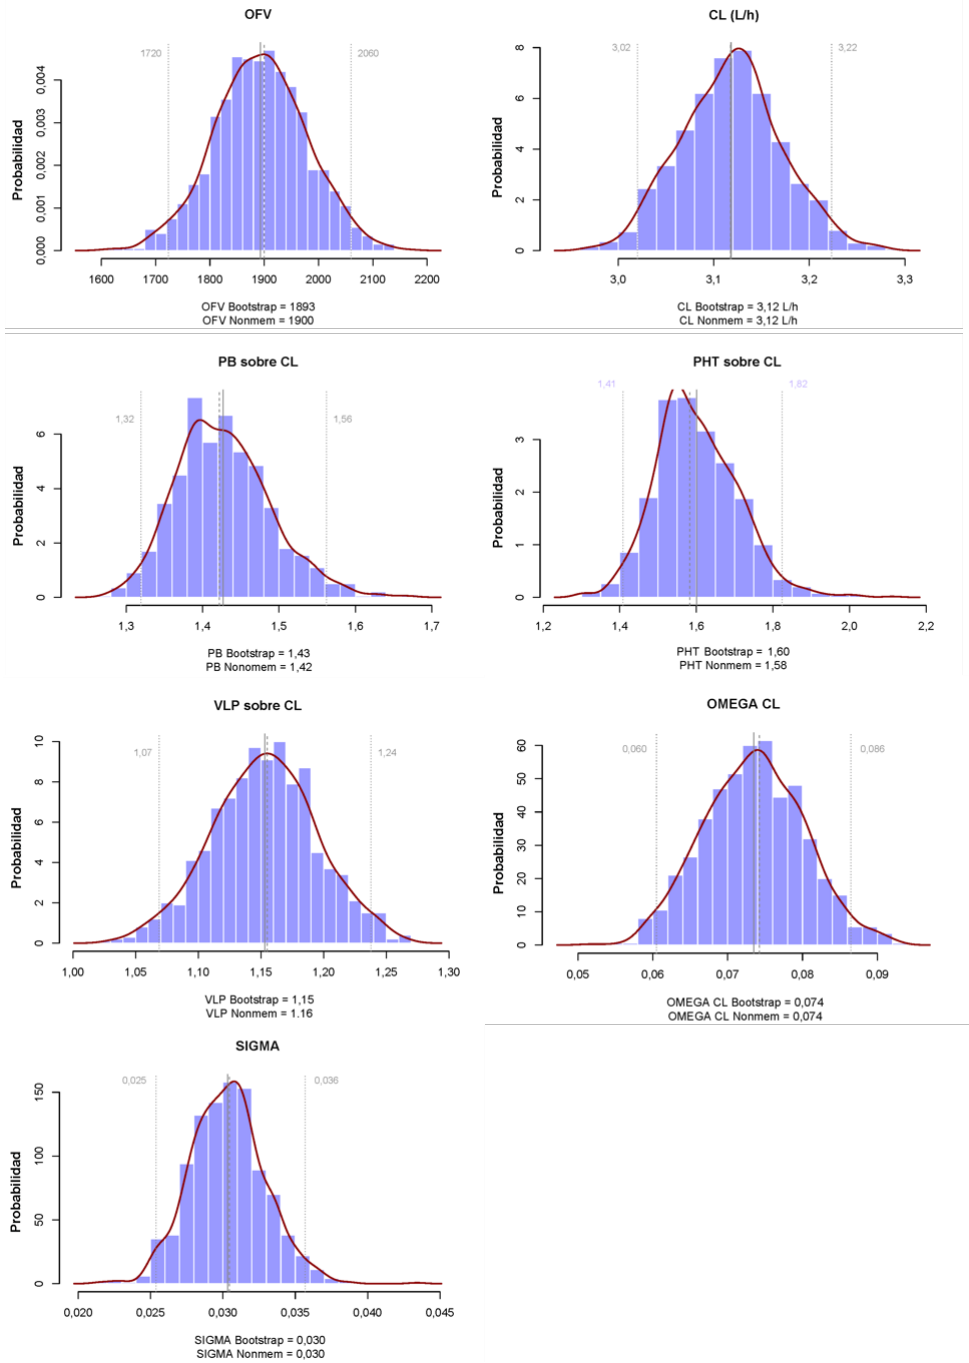 OFV
1720
2060
Probabilidad
0,000
0.001
0.002
0.003
0.004
1600 1700 1800 1900 2000 2100 2200
OFV Bootstrap = 1893
OFV Nonmem = 1900
CL (L/h)
3,02
3,22
Probabilidad
0
2
4
6
8
3,0 3,1 3,2 3,3
CL Bootstrap = 3,12 L/h
CL Nonmem = 3,12 L/h
PB sobre CL
1,32
1,56
Probabilidad
0
2
4
6
1,3 1,4 1,5 1,6 1,7
PB Bootstrap = 1,43
PB Nonomem = 1,42
PHT sobre CL
1,41
1,82
Probabilidad
0
1
2
3
1,2 1,4 1,6 1,8 2,0 2,2
PHT Bootstrap = 1,60
PHT Nonmem = 1,58
VLP sobre CL
1,07
1,24
Probabilidad
0
2
4
6
8
10
1,00 1,05 1,10 1,15 1,20 1,25 1,30
VLP Bootstrap = 1,15
VLP Nonmem = 1.16
OMEGA CL
0,060
0,086
Probabilidad
0
10
20
30
40
50
60
0,05 0,06 0,07 0,08 0,09
OMEGA CL Bootstrap = 0,074
OMEGA CL Nonmem = 0,074
SIGMA
0,025
0,036
Probabilidad
0
50
100
150
0,020 0,025 0,030 0,035 0,040 0,045
SIGMA Bootstrap = 0,030
SIGMA Nonmem = 0,030